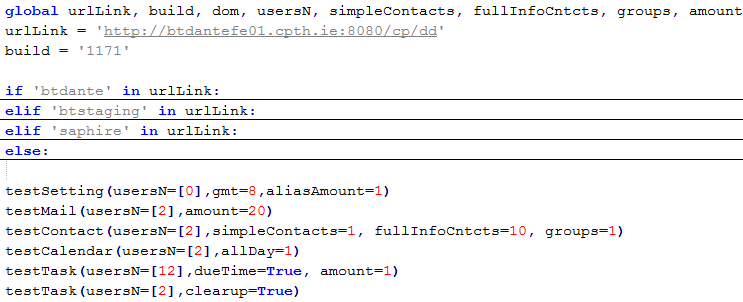 global urlLink, build, dom, usersN, simpleContacts, fullInfoCntcts, groups, amount
urlLink = 'http://btdantefe01.cpth.ie:8080/cp/dd'
build = '1171'
if 'btdante' in urlLink:
elif 'btstaging' in urlLink:
elif 'saphire' in urlLink:
else:
testSetting(usersN=[0],gmt=8,aliasAmount=1)
testMail(usersN=[2],amount=20)
testContact(usersN=[2],simpleContacts=1, fullInfoCntcts=10, groups=1)
testCalendar(usersN=[2],allDay=1)
testTask(usersN=[12],dueTime=True, amount=1)
testTask(usersN=[2],clearup=True)